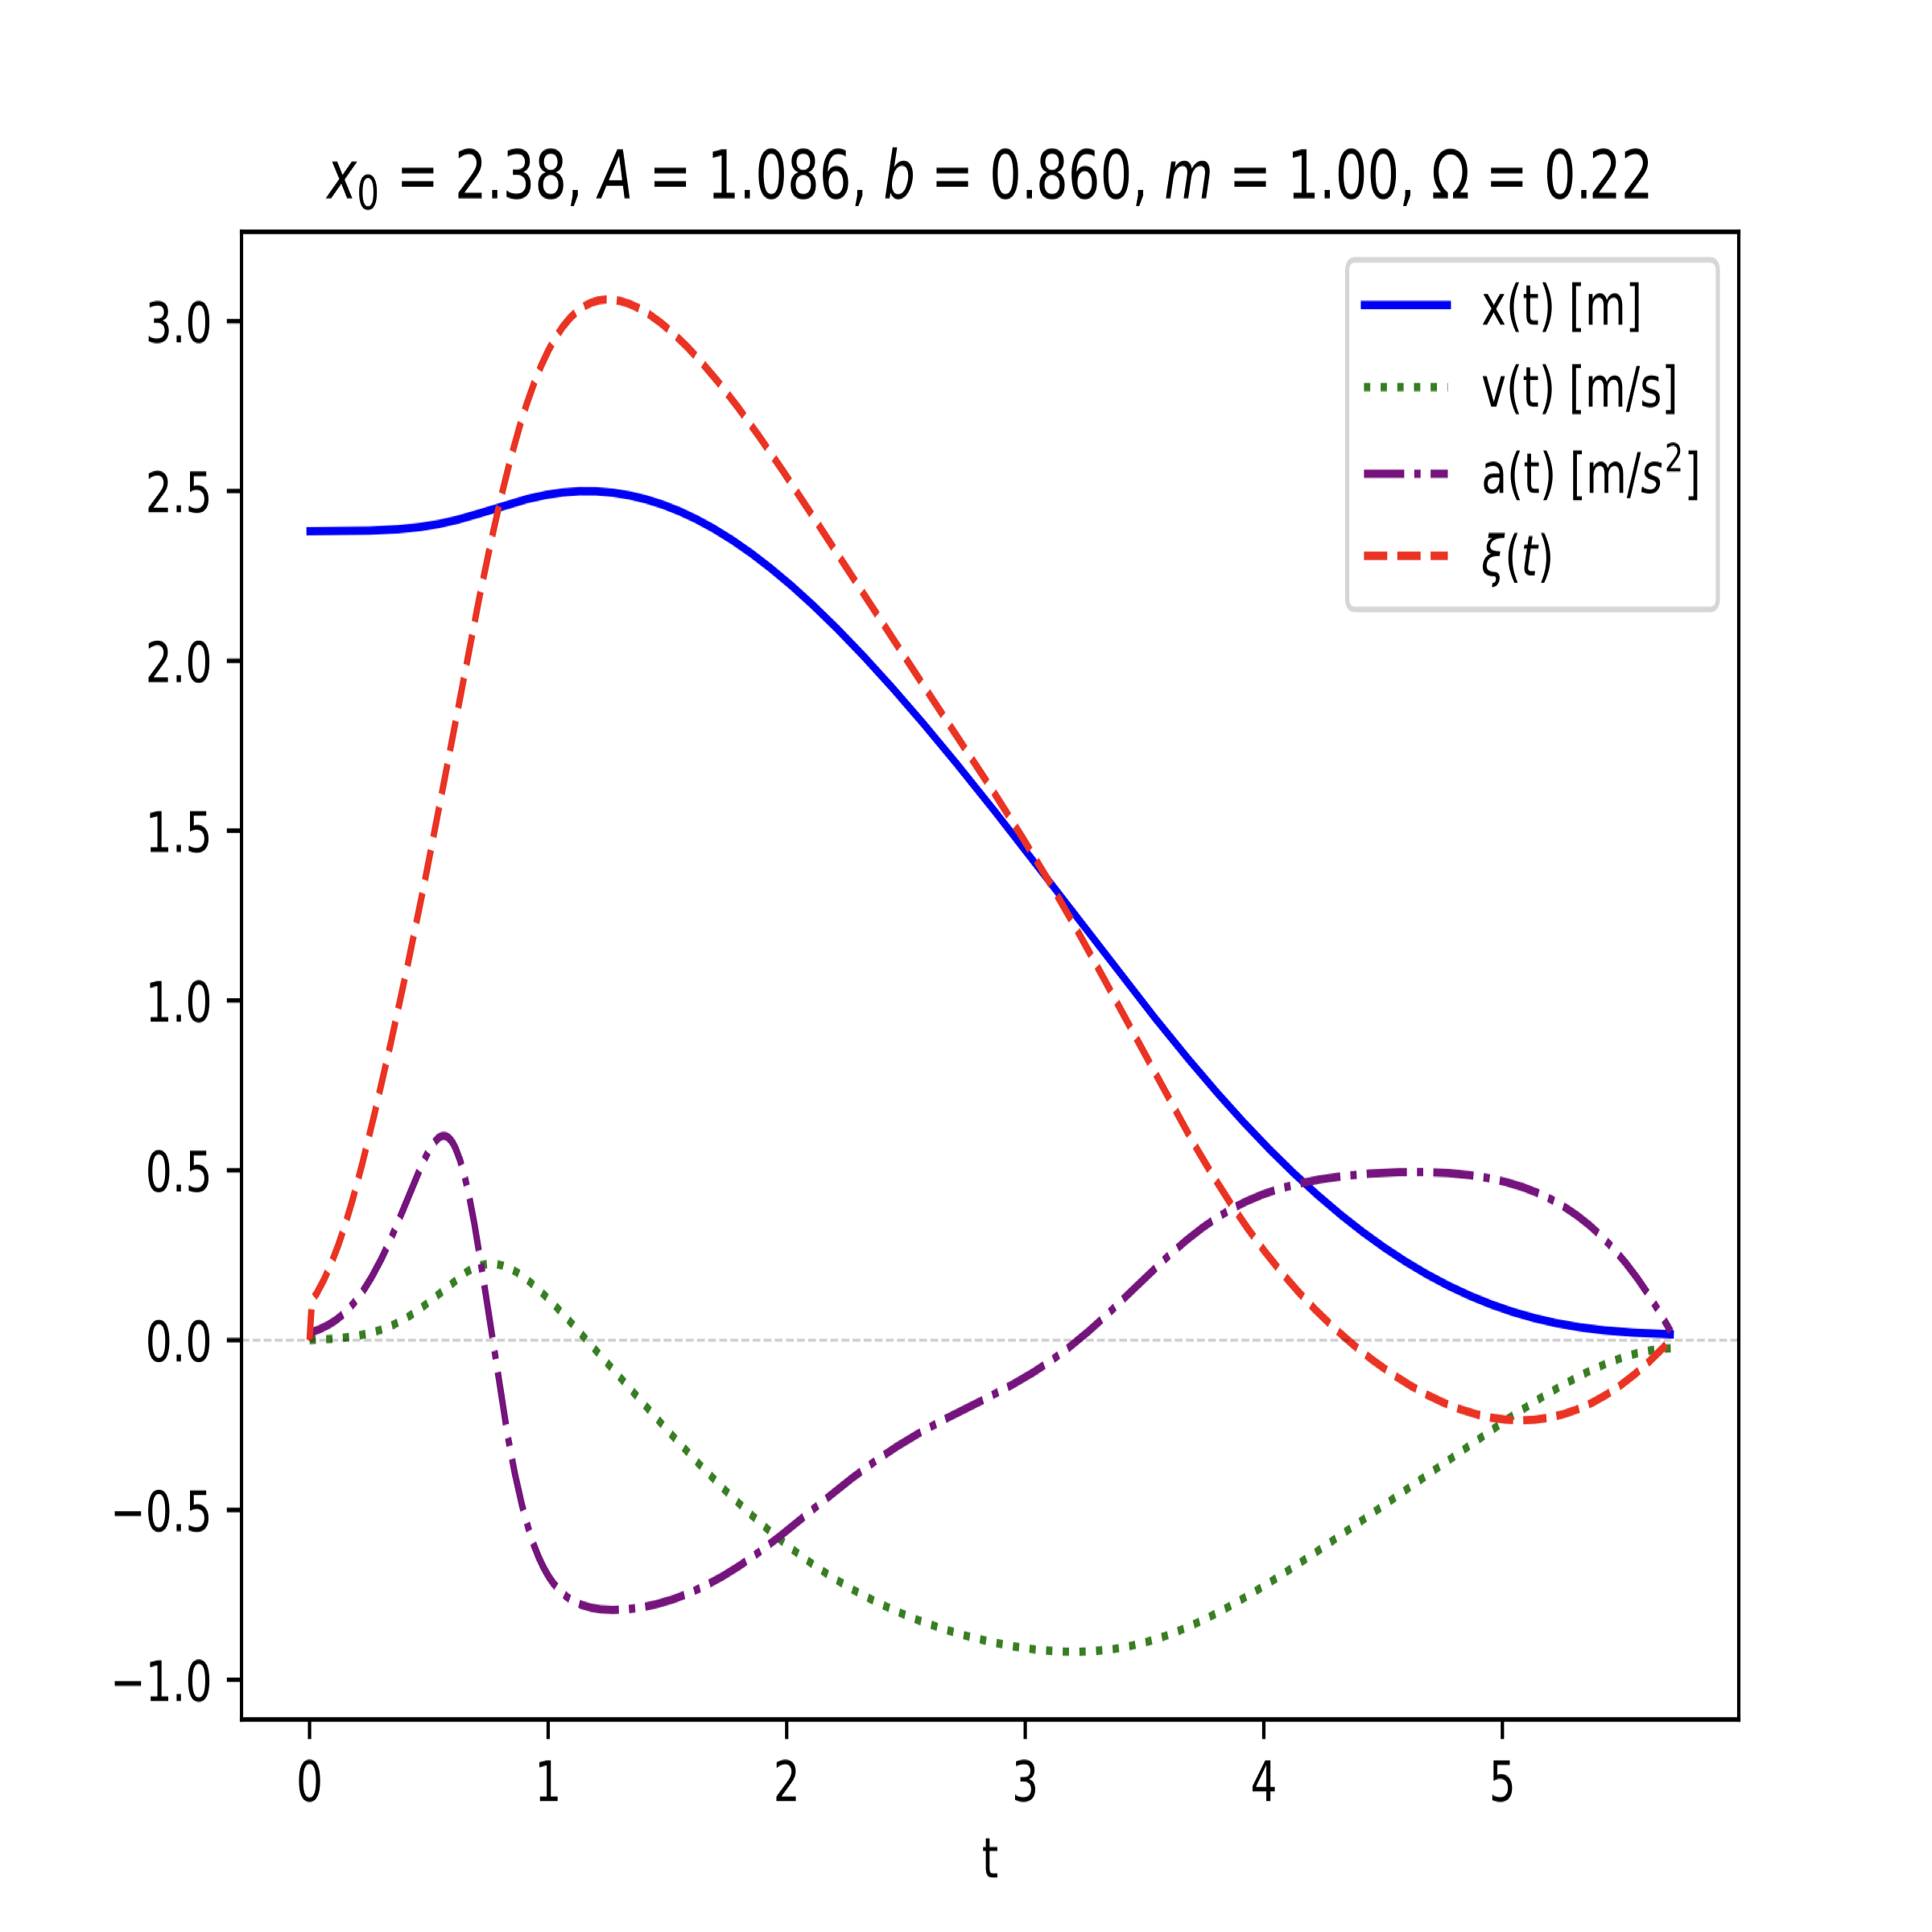 x₀ = 2.38, A = 1.086, b = 0.860, m = 1.00, Ω = 0.22
x(t) [m]
v(t) [m/s]
a(t) [m/s²]
ξ(t)
3.0
2.5
2.0
1.5
1.0
0.5
0.0
−0.5
−1.0
0 1 2 3 4 5
t